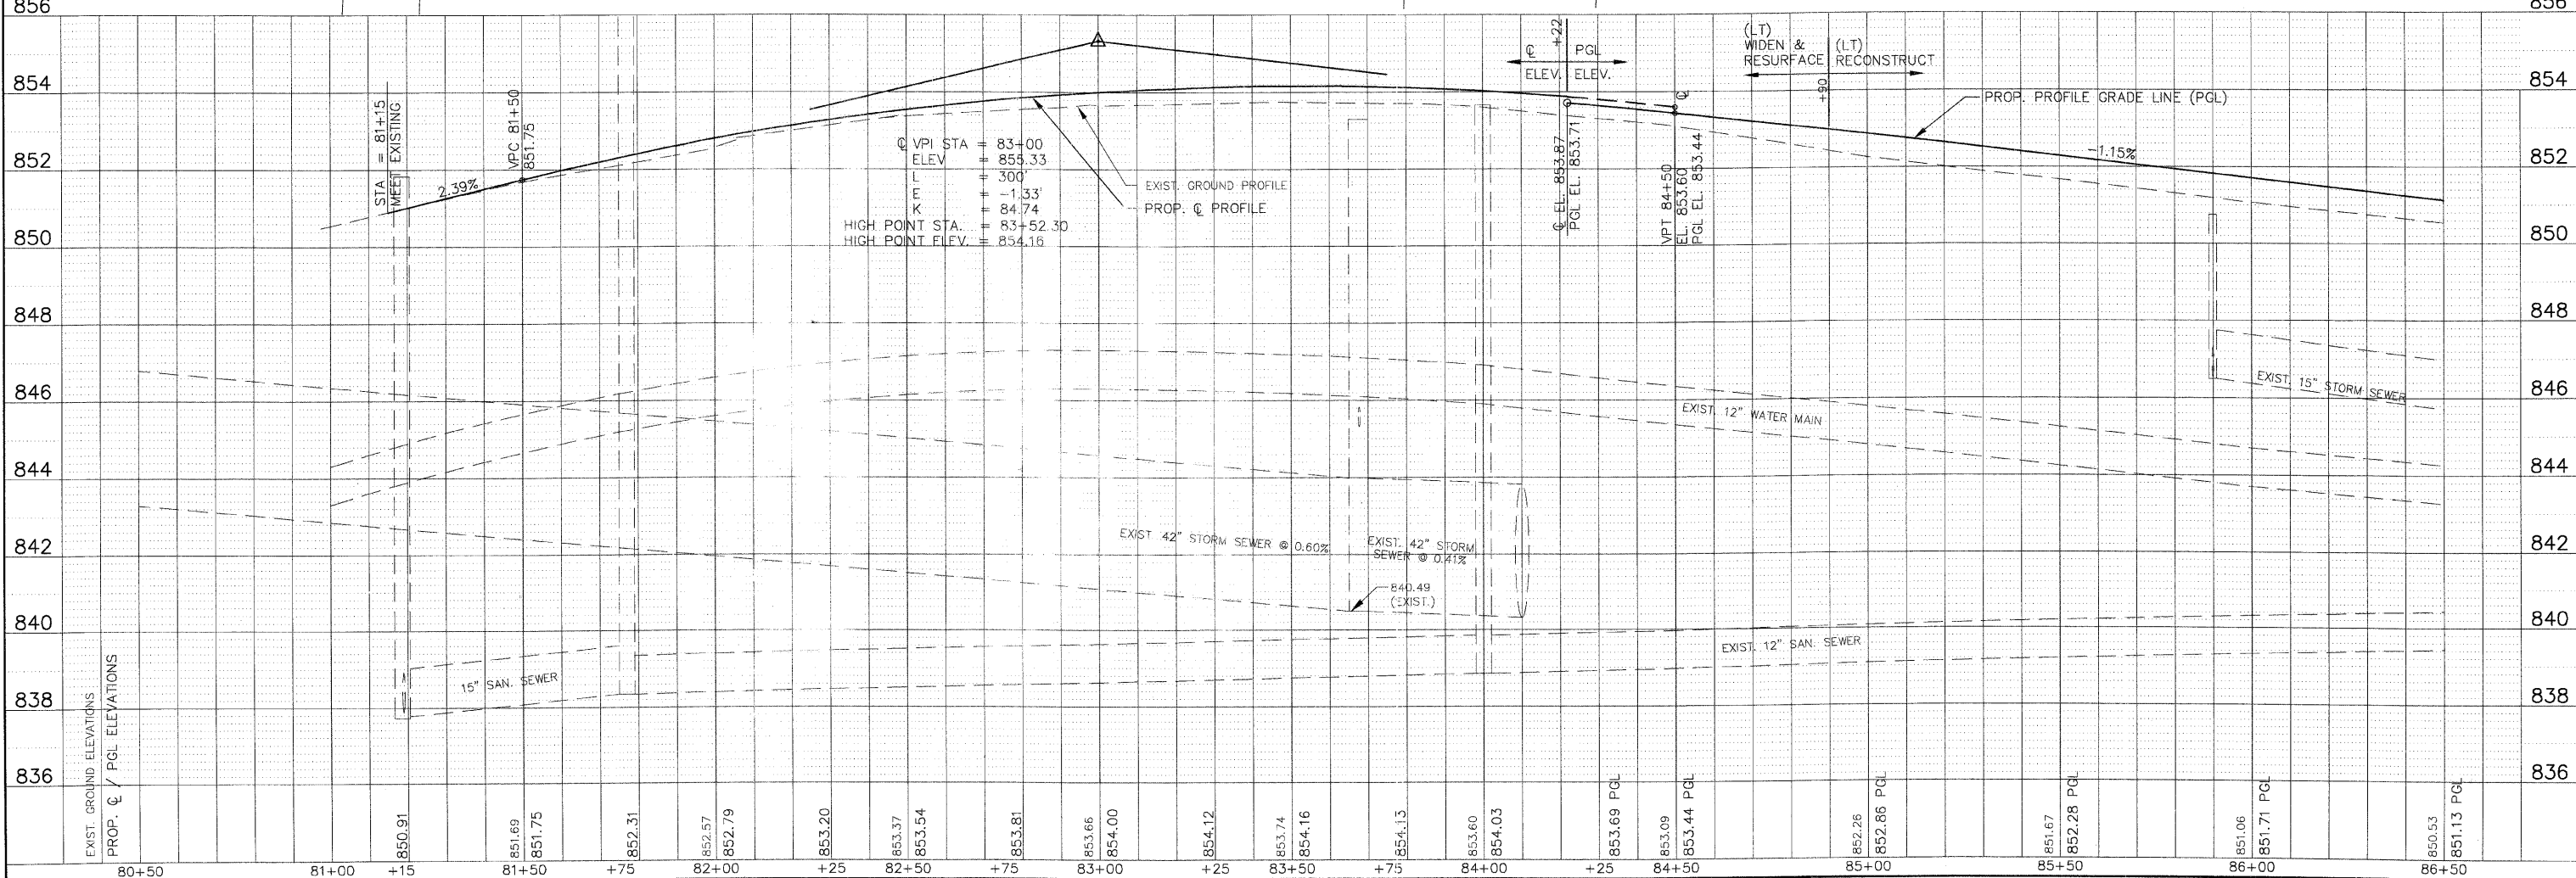 856
854
852
850
848
846
844
842
840
838
836
856
854
852
850
848
846
844
842
840
838
836
STA = 81+15
MEET EXISTING
2.39%
VPC 81+50
851.75
℄ VPI STA = 83+00
ELEV = 855.33
L = 300'
E = -1.33'
K = 84.74
HIGH POINT STA. = 83+52.30
HIGH POINT ELEV. = 854.16
EXIST. GROUND PROFILE
PROP. ℄ PROFILE
+22
℄ PGL
ELEV. ELEV.
℄ EL. 853.87
PGL EL. 853.71
VPT 84+50
EL. 853.60
PGL EL. 853.44
℄
(LT)
WIDEN &
RESURFACE
(LT)
RECONSTRUCT
+90
PROP. PROFILE GRADE LINE (PGL)
-1.15%
EXIST. 15" STORM SEWER
EXIST. 12" WATER MAIN
EXIST 42" STORM SEWER @ 0.60%
EXIST. 42" STORM
SEWER @ 0.41%
840.49
(EXIST.)
EXIST. 12" SAN. SEWER
15" SAN. SEWER
EXIST. GROUND ELEVATIONS
PROP. ℄ / PGL ELEVATIONS
850.91
851.69
851.75
852.31
852.57
852.79
853.20
853.37
853.54
853.81
853.66
854.00
854.12
853.74
854.16
854.13
853.60
854.03
853.69 PGL
853.09
853.44 PGL
852.26
852.86 PGL
851.67
852.28 PGL
851.06
851.71 PGL
850.53
851.13 PGL
80+50 81+00 +15 81+50 +75 82+00 +25 82+50 +75 83+00 +25 83+50 +75 84+00 +25 84+50 85+00 85+50 86+00 86+50